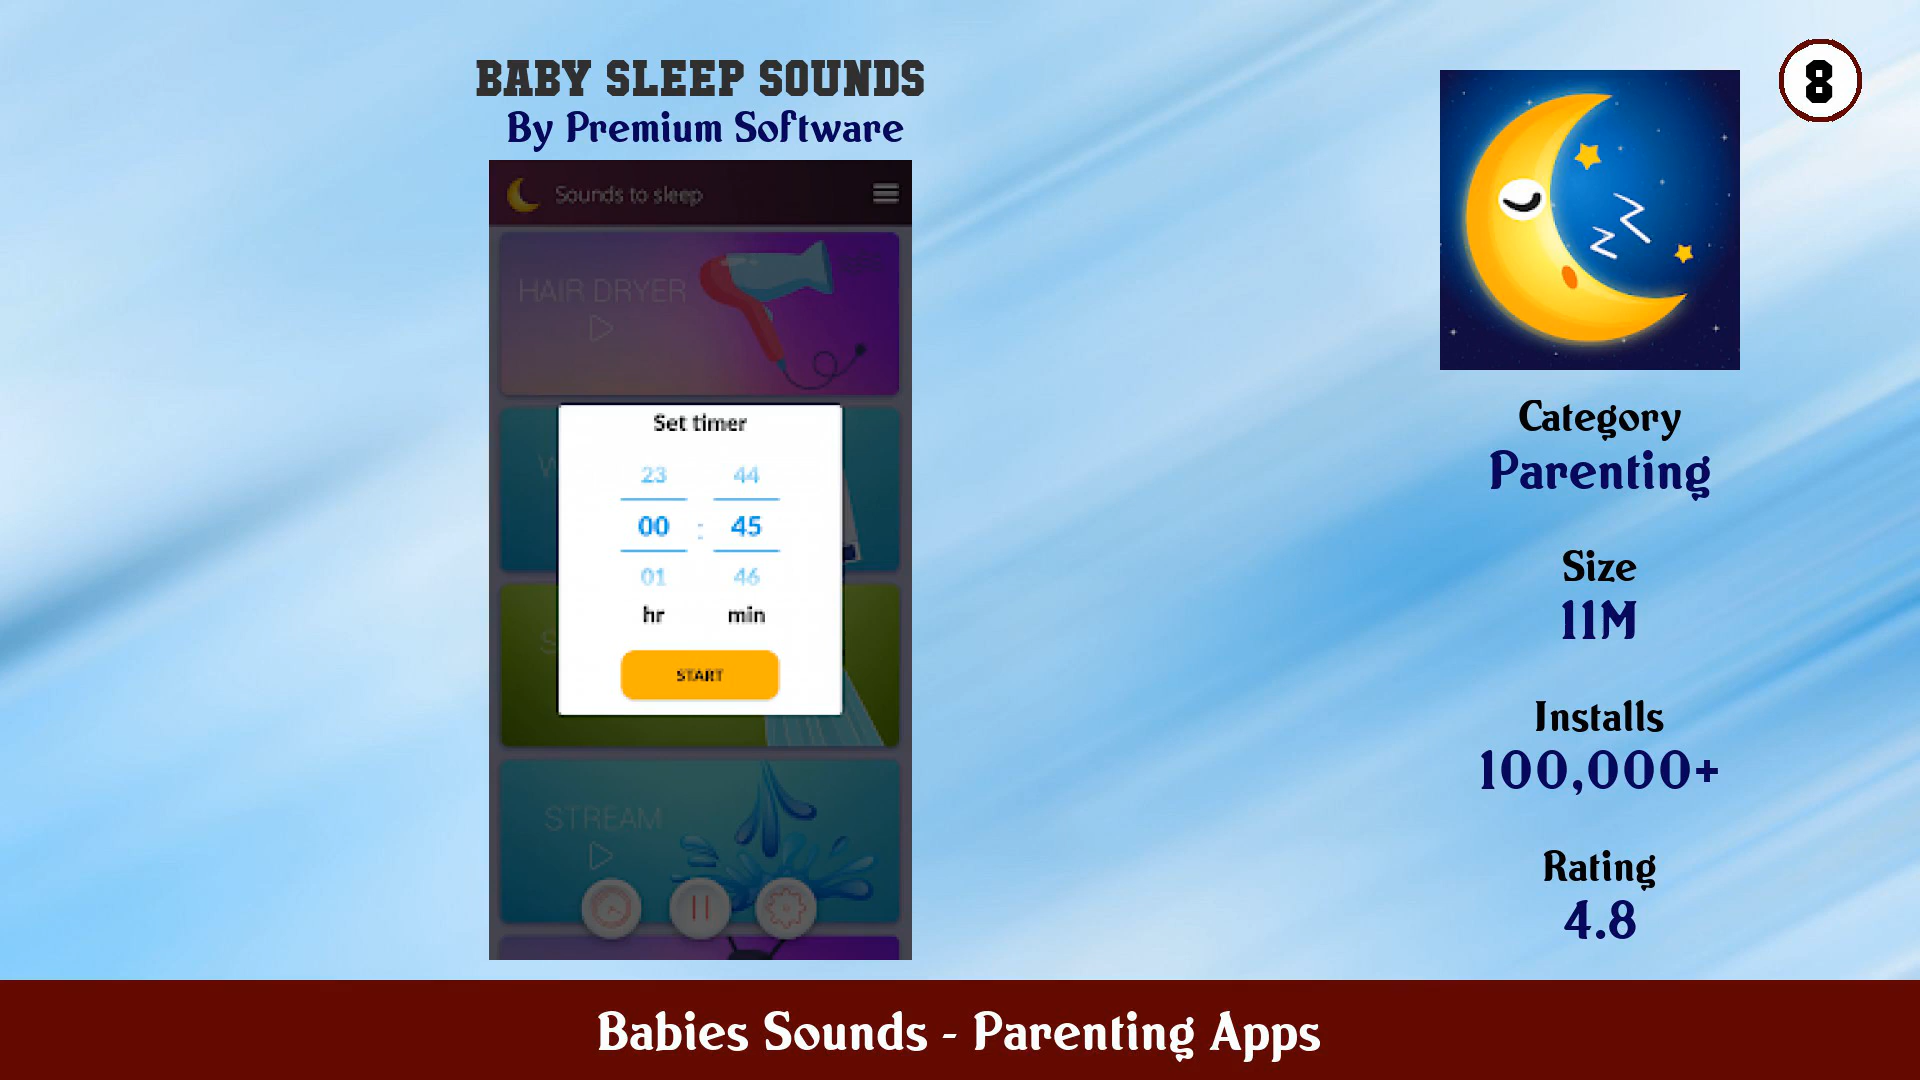 BABY SLEEP SOUNDS
By Premium Software
8
Sounds to sleep
HAIR DRYER
Set timer
23 44
00 : 45
01 46
hr min
START
STREAM
Category
Parenting
Size
11M
Installs
100,000+
Rating
4.8
Babies Sounds - Parenting Apps